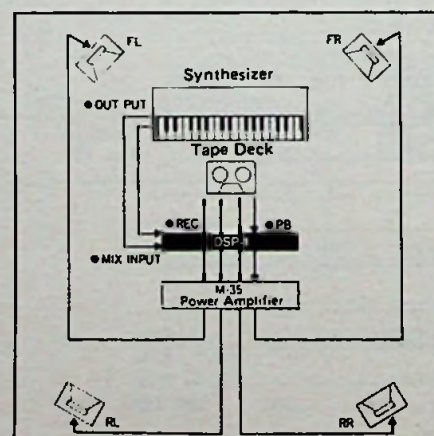 FL
FR
Synthesizer
● OUT PUT
Tape Deck
● REC
● PB
DSP-1
● MIX INPUT
M-35
Power Amplifier
RL
RR